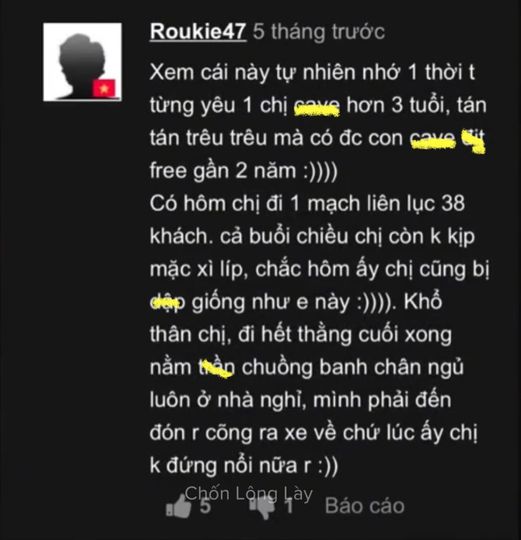 Roukie47 5 tháng trước
Xem cái này tự nhiên nhớ 1 thời t
từng yêu 1 chị cave hơn 3 tuổi, tán
tán trêu trêu mà có đc con cave địt
free gần 2 năm :))))
Có hôm chị đi 1 mạch liên lục 38
khách. cả buổi chiều chị còn k kịp
mặc xì líp, chắc hôm ấy chị cũng bị
dập giống như e này :)))). Khổ
thân chị, đi hết thằng cuối xong
nằm trần chuồng banh chân ngủ
luôn ở nhà nghỉ, mình phải đến
đón r cõng ra xe về chứ lúc ấy chị
k đứng nổi nữa r :))
Chốn Lộng Lày
5 1 Báo cáo